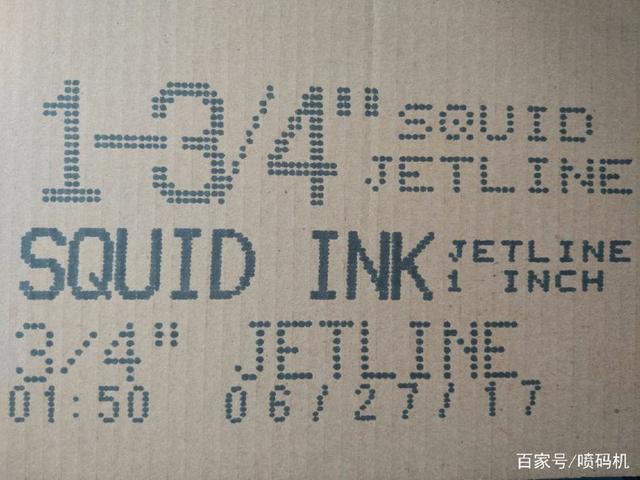 1-3/4" SQUID
JETLINE
SQUID INK JETLINE
1 INCH
3/4" JETLINE
01:50 06/27/17
百家号/喷码机